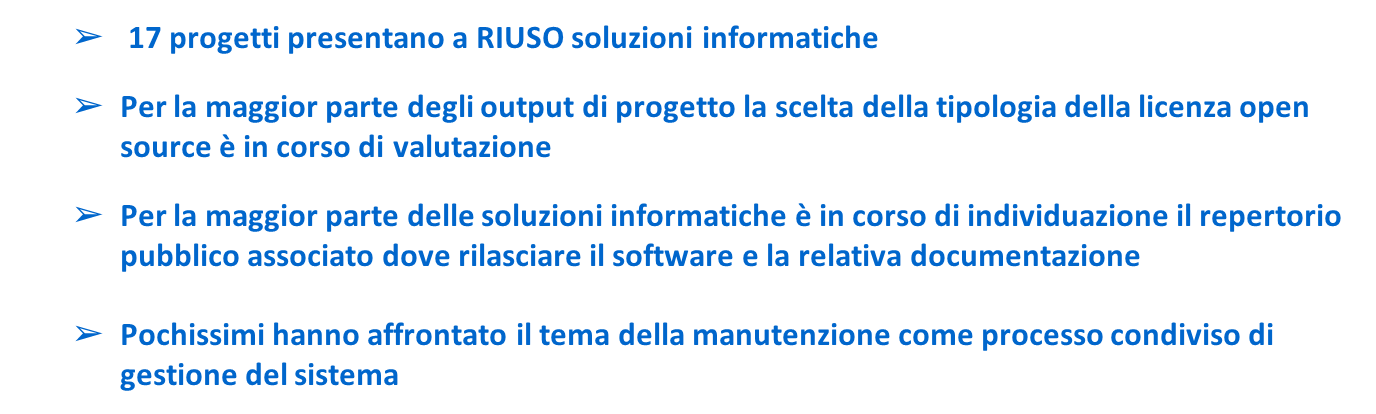 ➢ 17 progetti presentano a RIUSO soluzioni informatiche
➢ Per la maggior parte degli output di progetto la scelta della tipologia della licenza open
source è in corso di valutazione
➢ Per la maggior parte delle soluzioni informatiche è in corso di individuazione il repertorio
pubblico associato dove rilasciare il software e la relativa documentazione
➢ Pochissimi hanno affrontato il tema della manutenzione come processo condiviso di
gestione del sistema